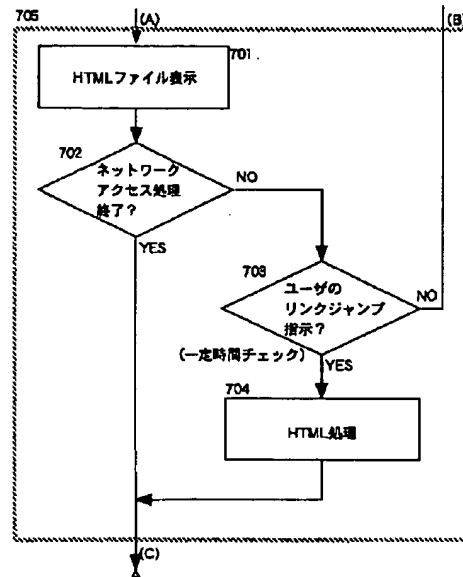 705
(A)
(B)
701
HTMLファイル表示
702
ネットワーク
アクセス処理
終了?
NO
YES
703
ユーザの
リンクジャンプ
指示?
NO
(一定時間チェック)
YES
704
HTML処理
(C)